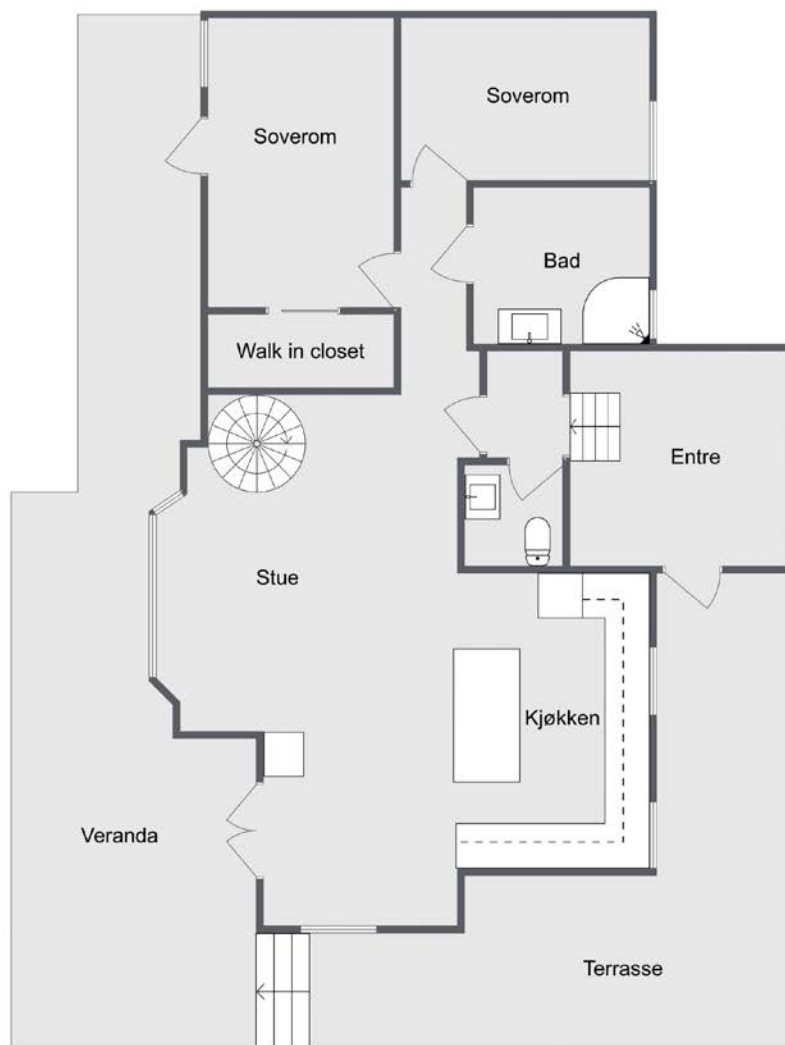 Soverom
Soverom
Bad
Walk in closet
Entre
Stue
Kjøkken
Veranda
Terrasse